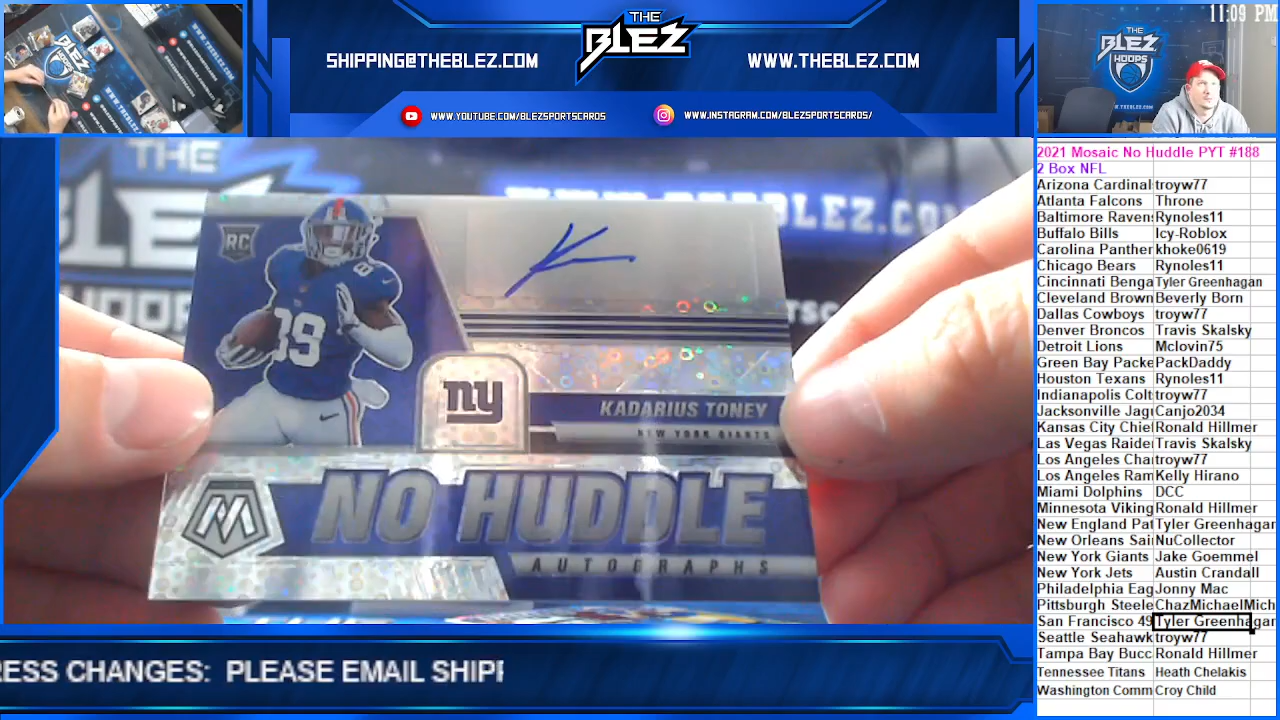 11:09 PM
THE
BLEZ
SHIPPING@THEBLEZ.COM
WWW.THEBLEZ.COM
WWW.YOUTUBE.COM/BLEZSPORTSCARDS
WWW.INSTAGRAM.COM/BLEZSPORTSCARDS/
THE
BLEZ
HOOPS
THE
RC
89
ny
KADARIUS TONEY
NEW YORK GIANTS
M
NO HUDDLE
AUTOGRAPHS
RESS CHANGES: PLEASE EMAIL SHIPP
2021 Mosaic No Huddle PYT #188
2 Box NFL
Arizona Cardinal troyw77
Atlanta Falcons Throne
Baltimore Raven Rynoles11
Buffalo Bills Icy-Roblox
Carolina Panther khoke0619
Chicago Bears Rynoles11
Cincinnati Benga Tyler Greenhagan
Cleveland Brown Beverly Born
Dallas Cowboys troyw77
Denver Broncos Travis Skalsky
Detroit Lions Mclovin75
Green Bay Packe PackDaddy
Houston Texans Rynoles11
Indianapolis Colt troyw77
Jacksonville Jagu Canjo2034
Kansas City Chief Ronald Hillmer
Las Vegas Raide Travis Skalsky
Los Angeles Cha troyw77
Los Angeles Ram Kelly Hirano
Miami Dolphins DCC
Minnesota Viking Ronald Hillmer
New England Pat Tyler Greenhagan
New Orleans Sai NuCollector
New York Giants Jake Goemmel
New York Jets Austin Crandall
Philadelphia Eag Jonny Mac
Pittsburgh Steele ChazMichaelMich
San Francisco 49 Tyler Greenhagan
Seattle Seahawk troyw77
Tampa Bay Bucc Ronald Hillmer
Tennessee Titans Heath Chelakis
Washington Comm Croy Child